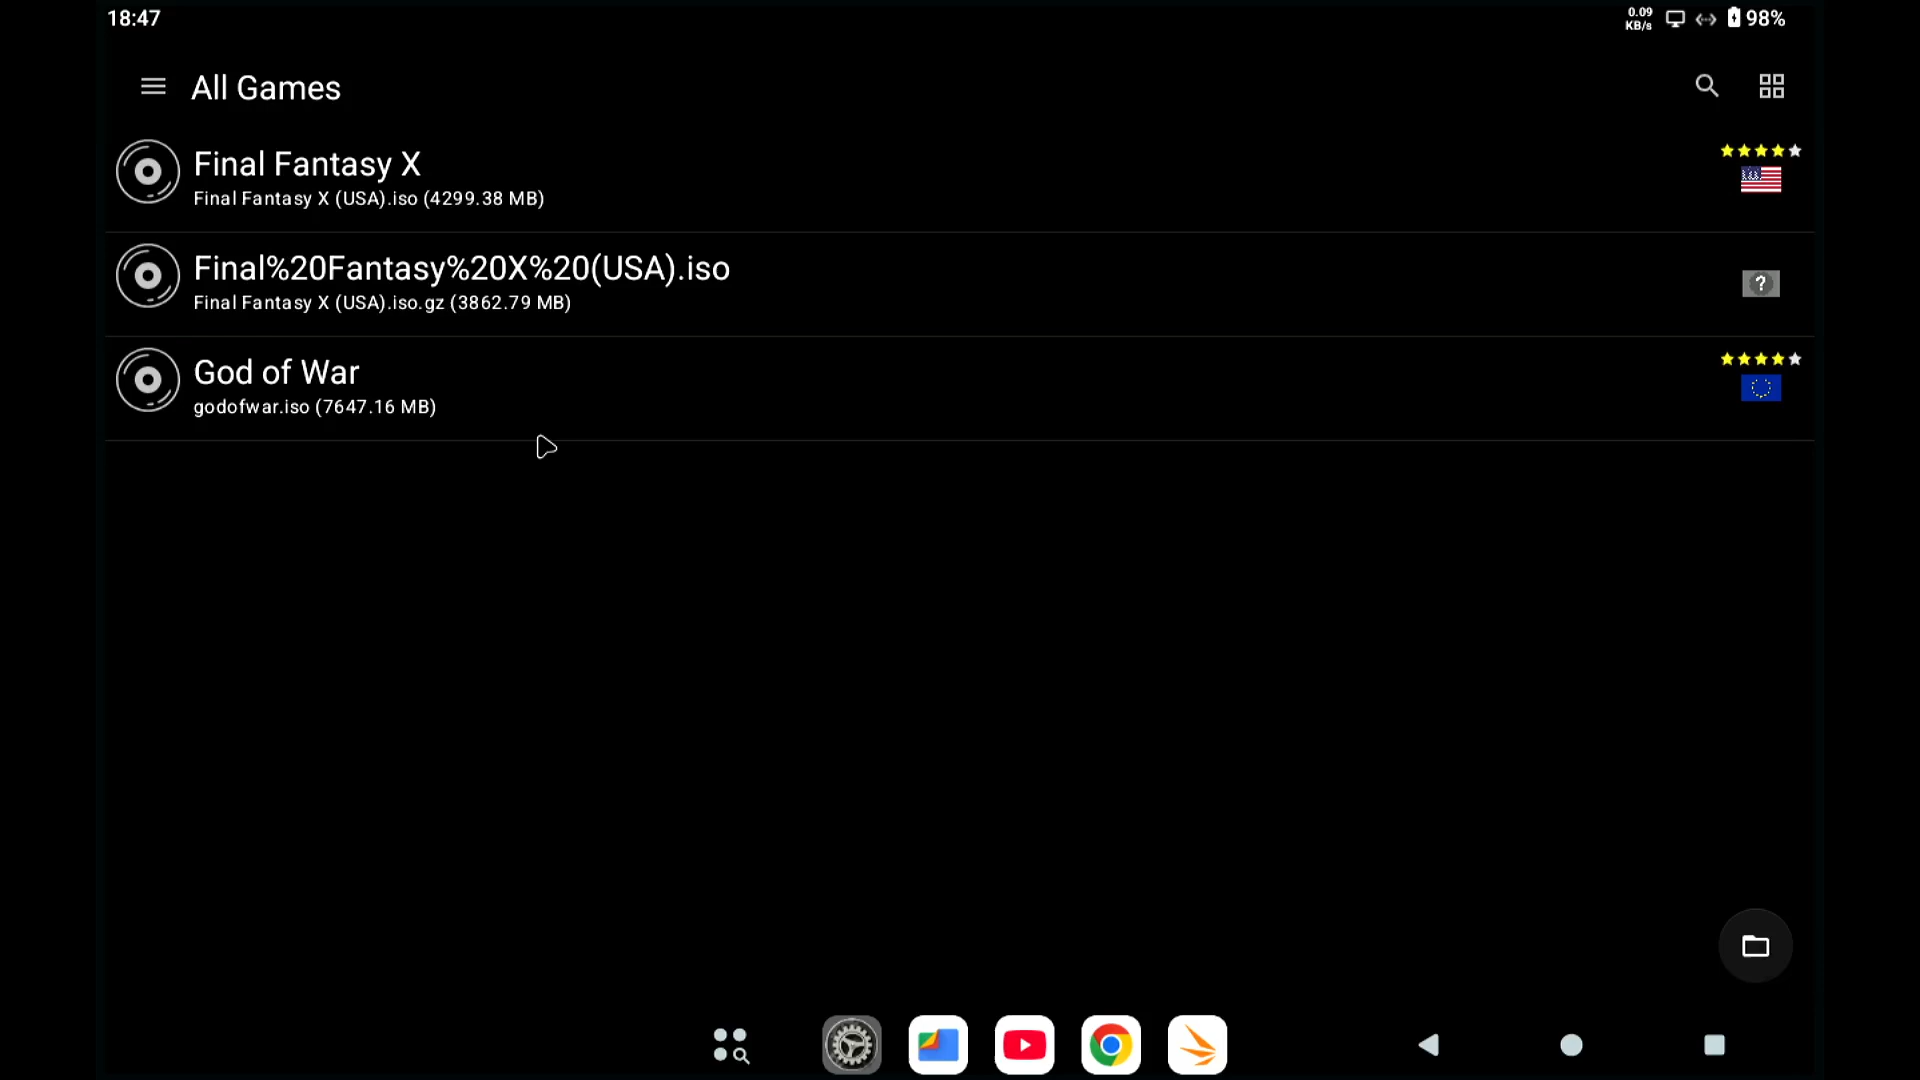 18:47
0.09
KB/s
98%
All Games
Final Fantasy X
Final Fantasy X (USA).iso (4299.38 MB)
Final%20Fantasy%20X%20(USA).iso
Final Fantasy X (USA).iso.gz (3862.79 MB)
?
God of War
godofwar.iso (7647.16 MB)